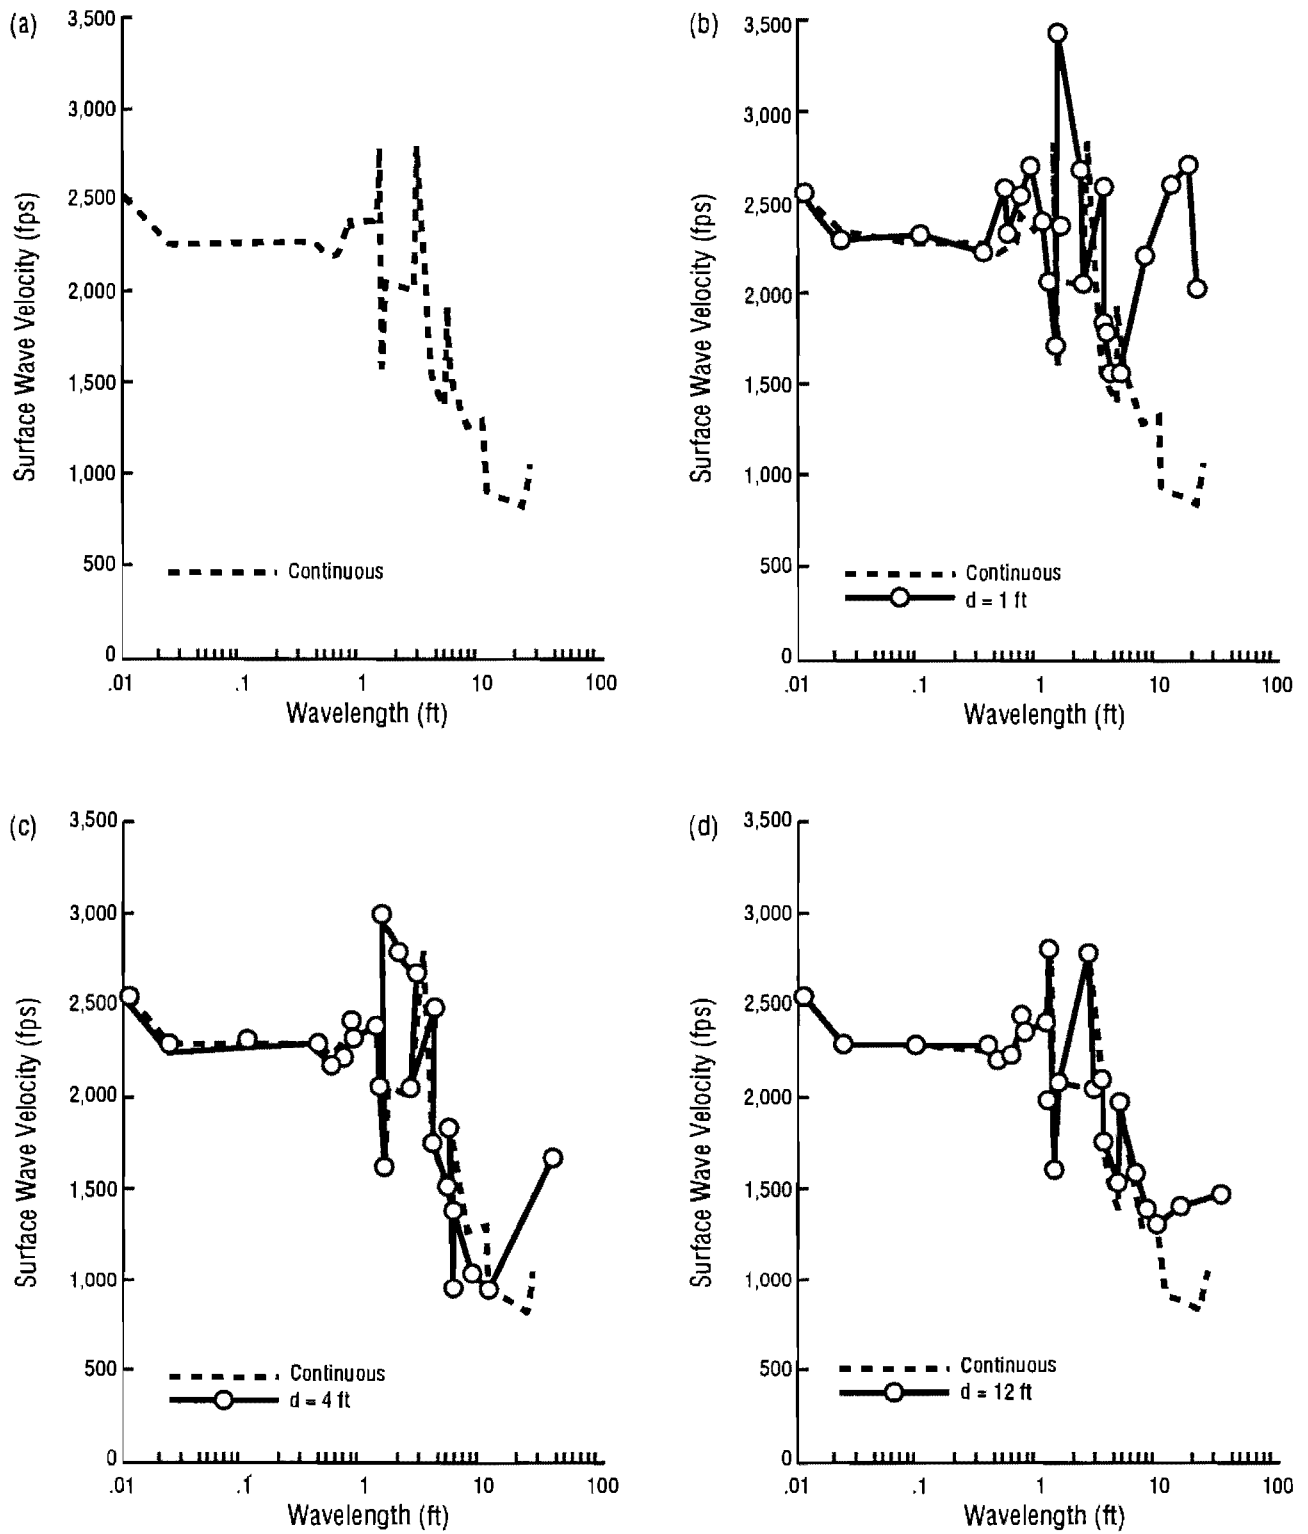 (a)
3,500
3,000
2,500
2,000
1,500
1,000
500
0
Surface Wave Velocity (fps)
Continuous
.01 .1 1 10 100
Wavelength (ft)
(b)
3,500
3,000
2,500
2,000
1,500
1,000
500
0
Surface Wave Velocity (fps)
Continuous
d = 1 ft
.01 .1 1 10 100
Wavelength (ft)
(c)
3,500
3,000
2,500
2,000
1,500
1,000
500
0
Surface Wave Velocity (fps)
Continuous
d = 4 ft
.01 .1 1 10 100
Wavelength (ft)
(d)
3,500
3,000
2,500
2,000
1,500
1,000
500
0
Surface Wave Velocity (fps)
Continuous
d = 12 ft
.01 .1 1 10 100
Wavelength (ft)